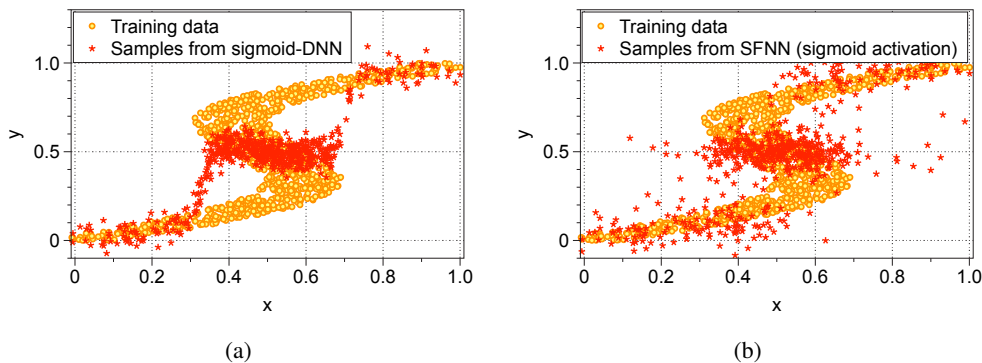 Training data
Samples from sigmoid-DNN
1.0
0.5
0
y
0 0.2 0.4 0.6 0.8 1.0
x
(a)
Training data
Samples from SFNN (sigmoid activation)
1.0
0.5
0
y
0 0.2 0.4 0.6 0.8 1.0
x
(b)